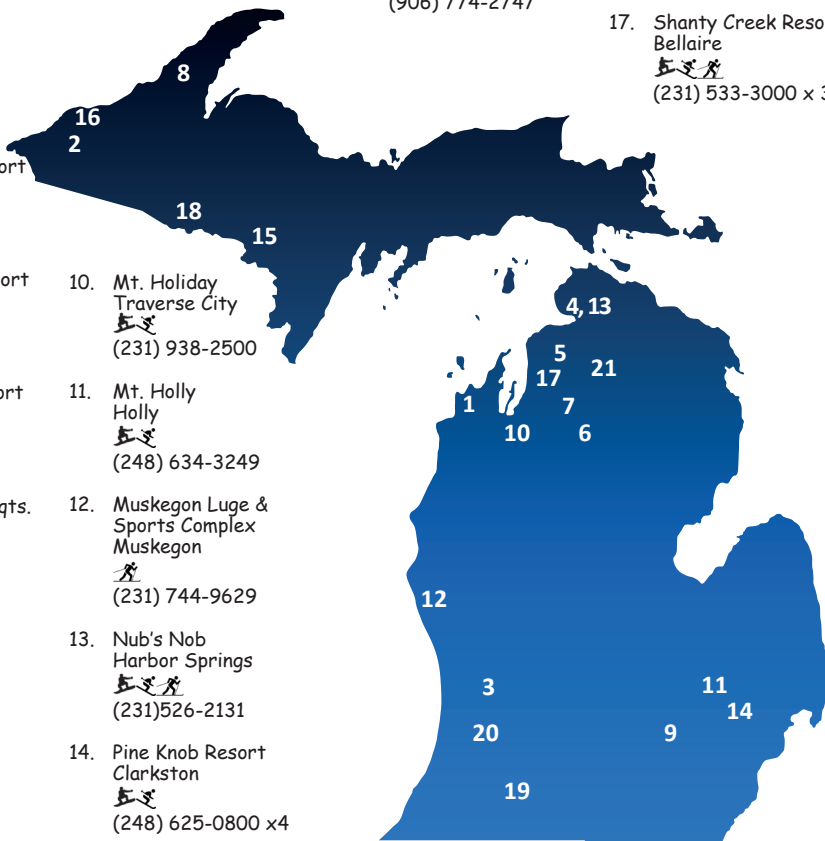 (906) 774-2747
17. Shanty Creek Reso
Bellaire
(231) 533-3000 x 3
8
16
2
ort
18
15
ort
10. Mt. Holiday
Traverse City
(231) 938-2500
4, 13
5
21
17
1
7
10
6
ort
11. Mt. Holly
Holly
(248) 634-3249
qts.
12. Muskegon Luge &
Sports Complex
Muskegon
(231) 744-9629
12
13. Nub's Nob
Harbor Springs
(231)526-2131
3
11
14
20
9
14. Pine Knob Resort
Clarkston
(248) 625-0800 x4
19